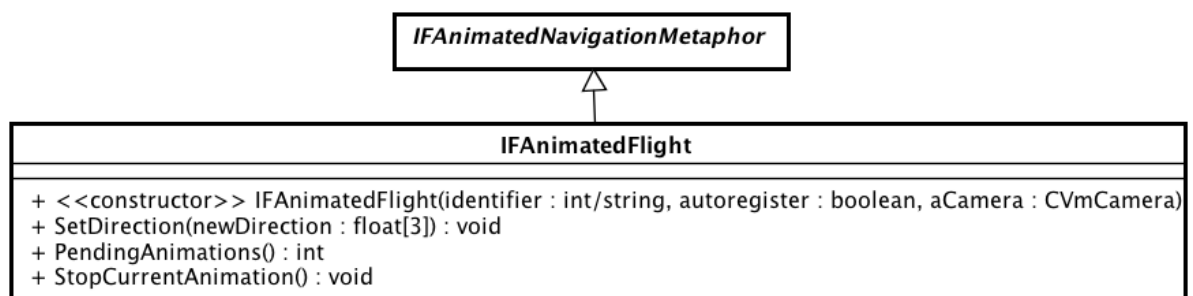 IFAnimatedNavigationMetaphor
IFAnimatedFlight
+ <<constructor>> IFAnimatedFlight(identifier : int/string, autoregister : boolean, aCamera : CVmCamera)
+ SetDirection(newDirection : float[3]) : void
+ PendingAnimations() : int
+ StopCurrentAnimation() : void